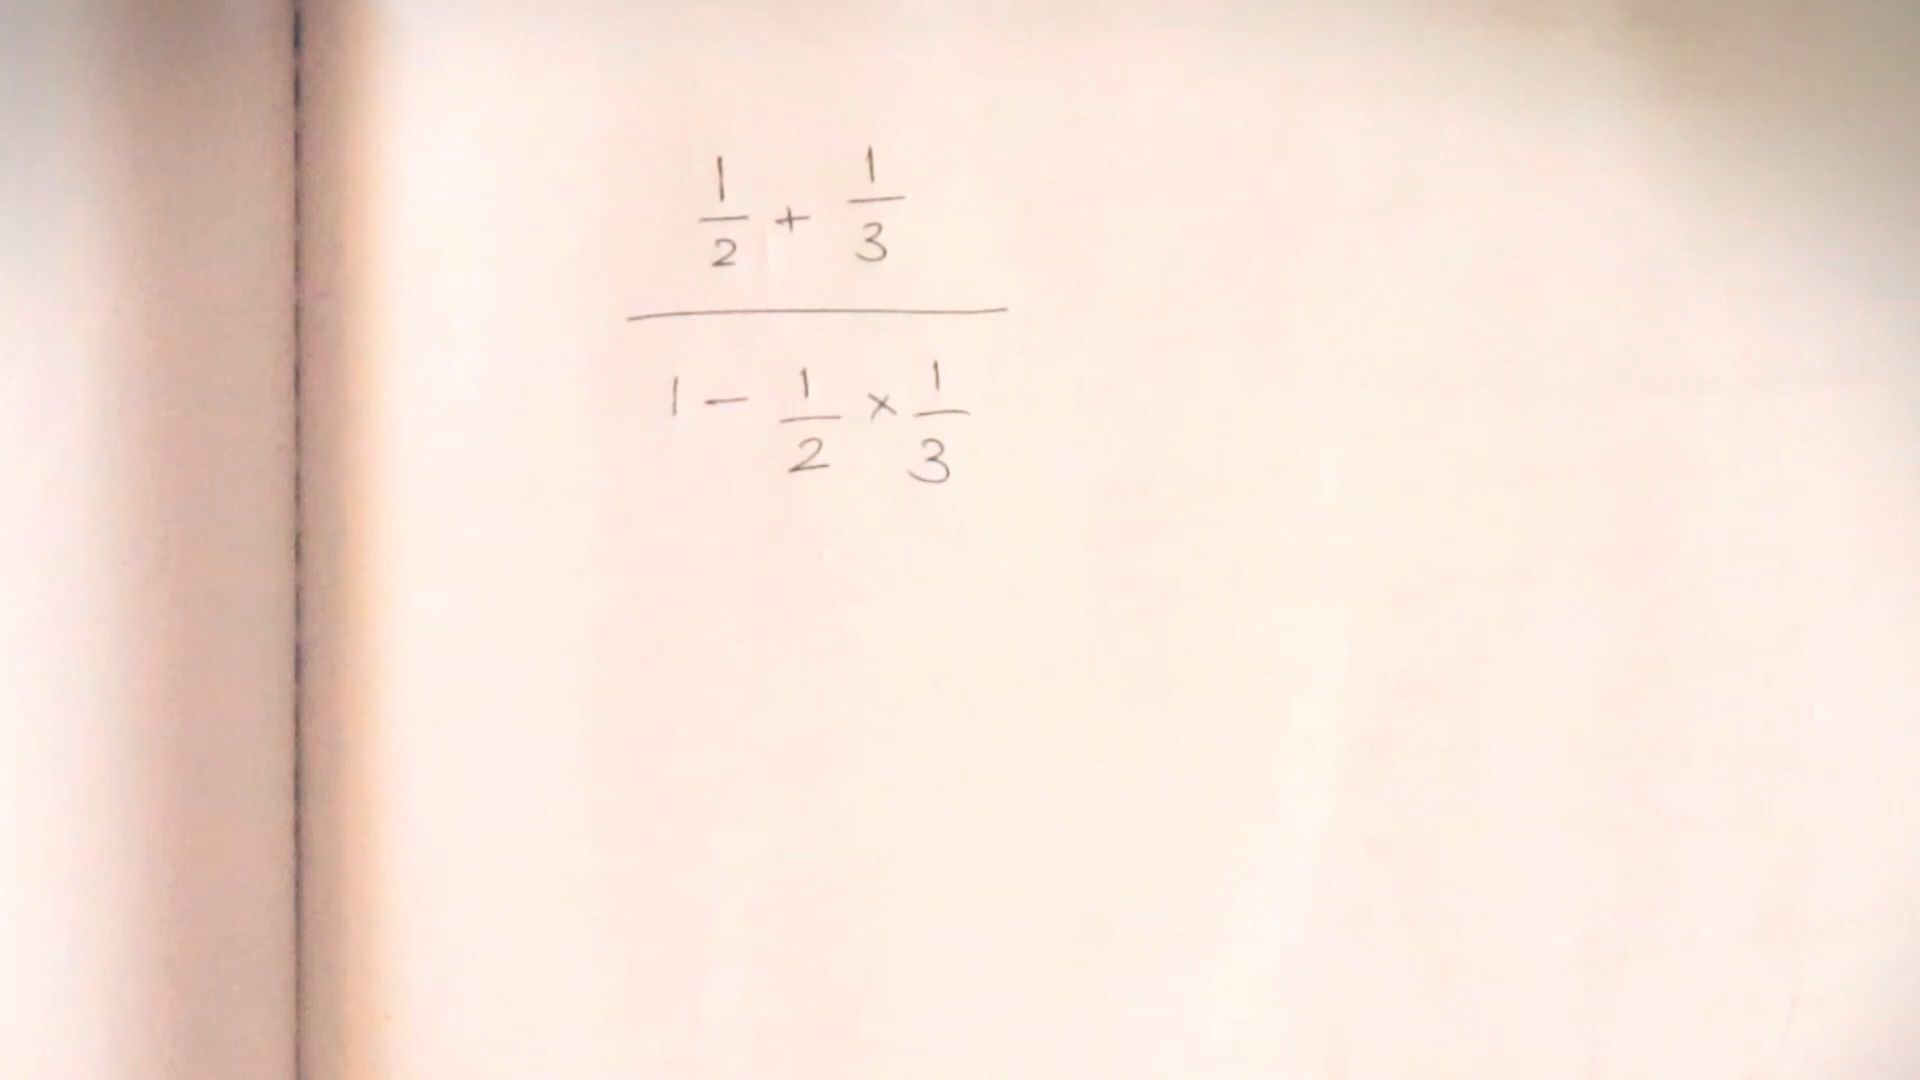 1/2 + 1/3
1 - 1/2 × 1/3